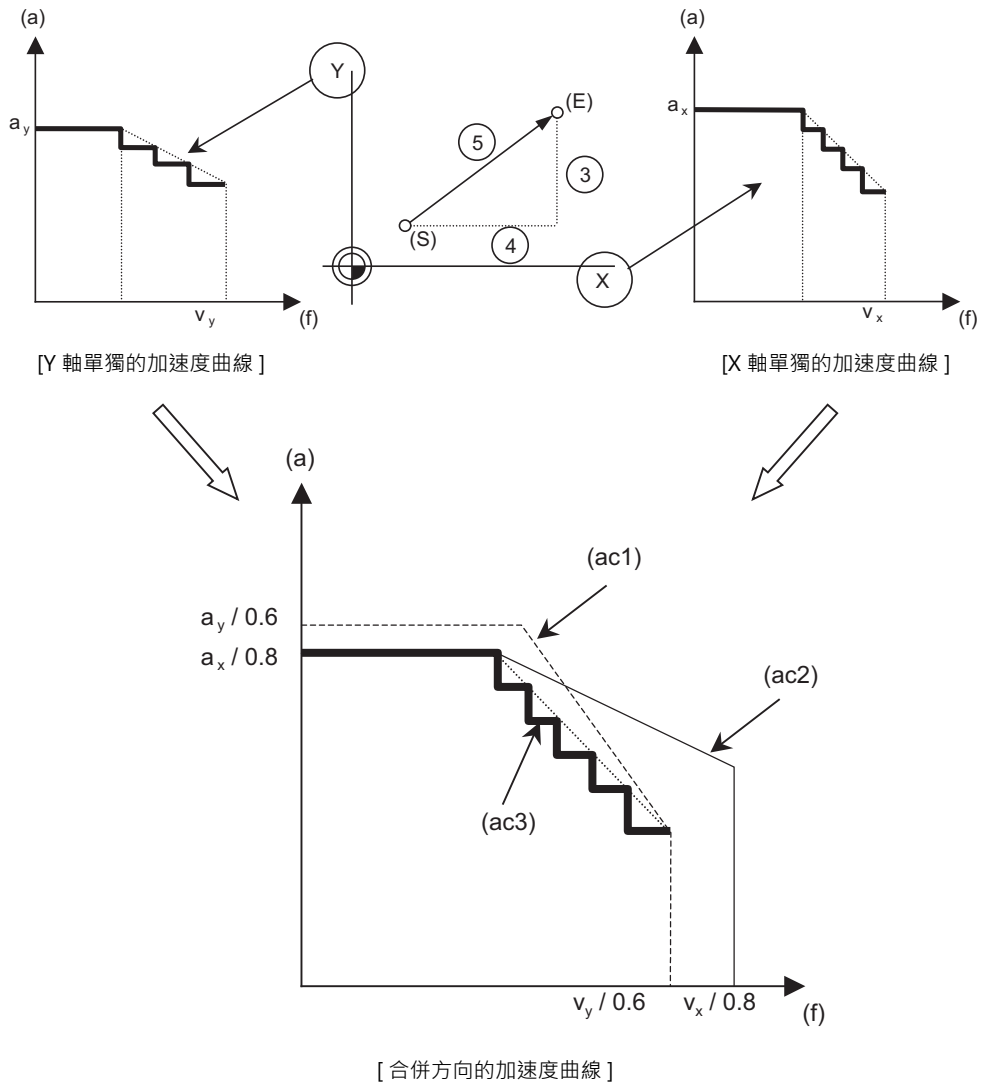 (a)
a y
v y
(f)
[Y 軸單獨的加速度曲線 ]
Y
(E)
5
3
(S)
4
X
(a)
a x
v x
(f)
[X 軸單獨的加速度曲線 ]
(a)
(ac1)
a y / 0.6
a x / 0.8
(ac2)
(ac3)
v y / 0.6
v x / 0.8
(f)
[ 合併方向的加速度曲線 ]